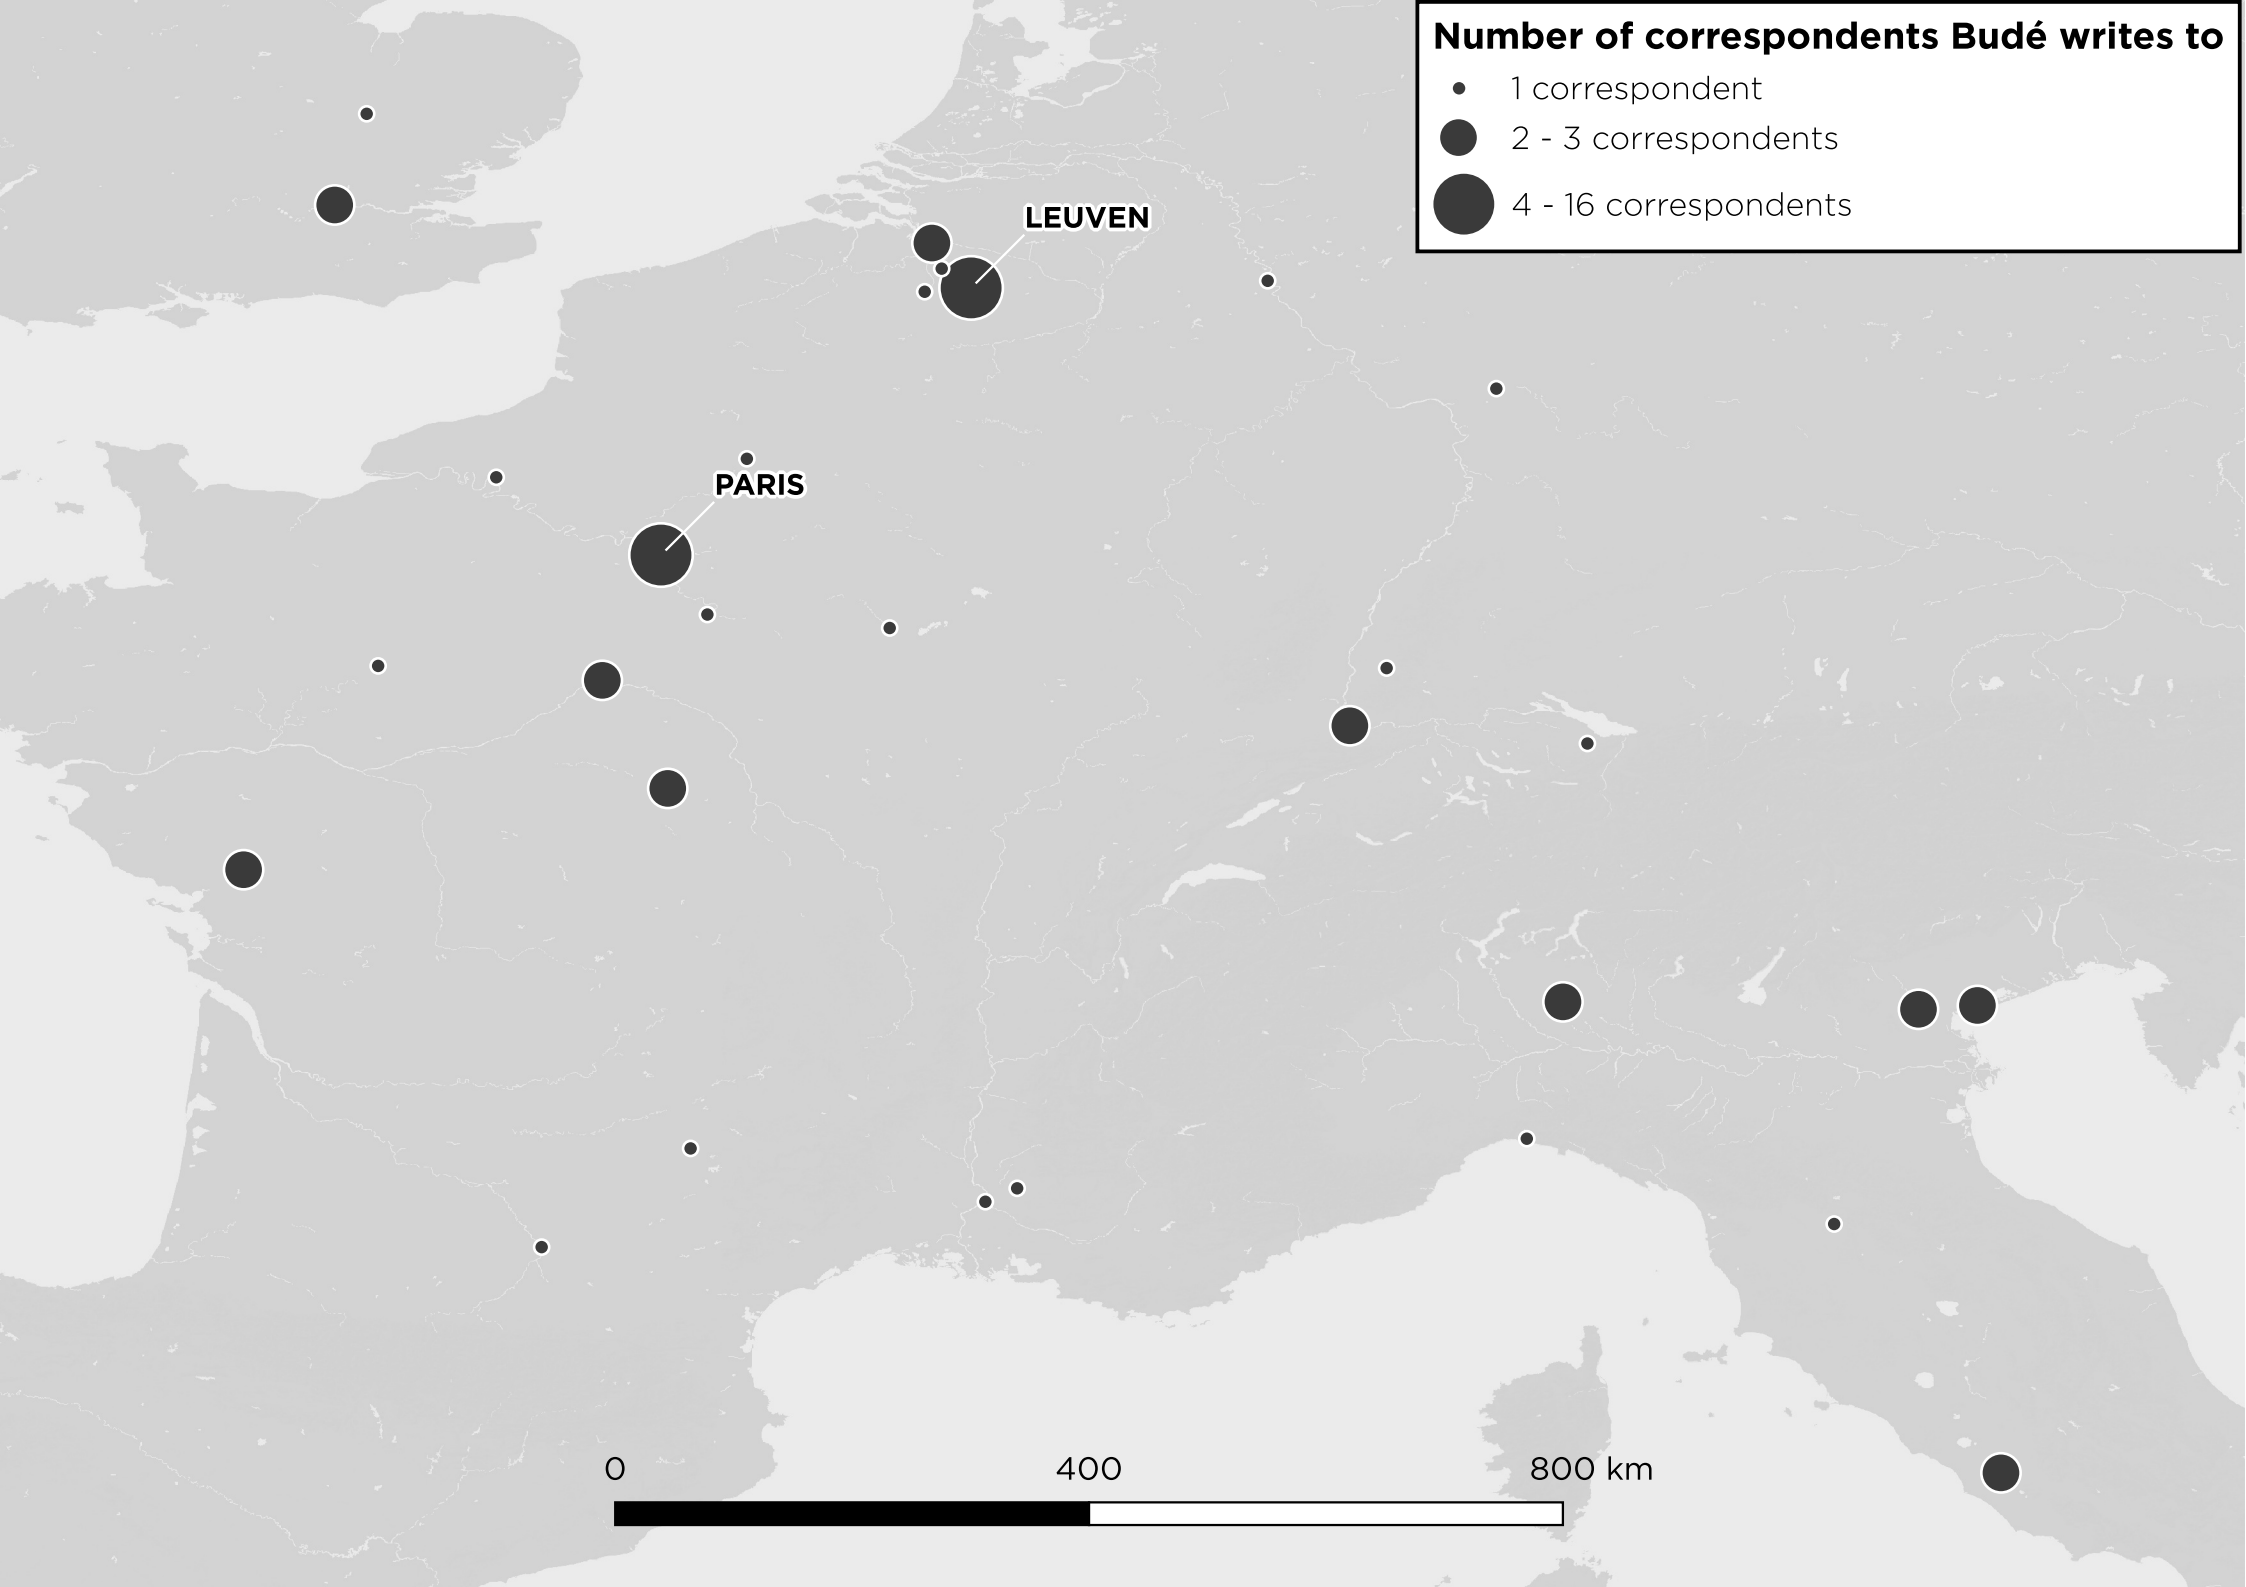 Number of correspondents Budé writes to
1 correspondent
2 - 3 correspondents
4 - 16 correspondents
LEUVEN
PARIS
0 400 800 km